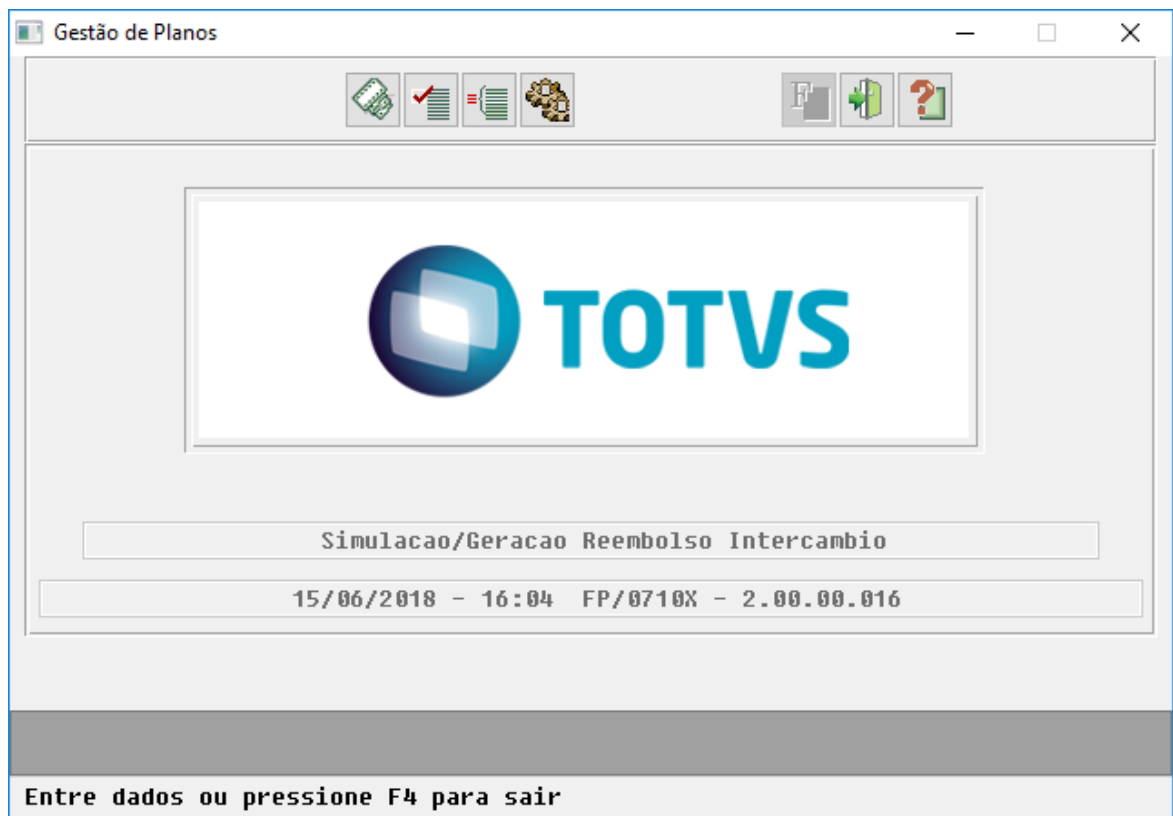 Gestão de Planos
F
TOTVS
Simulacao/Geracao Reembolso Intercambio
15/06/2018 - 16:04 FP/0710X - 2.00.00.016
Entre dados ou pressione F4 para sair